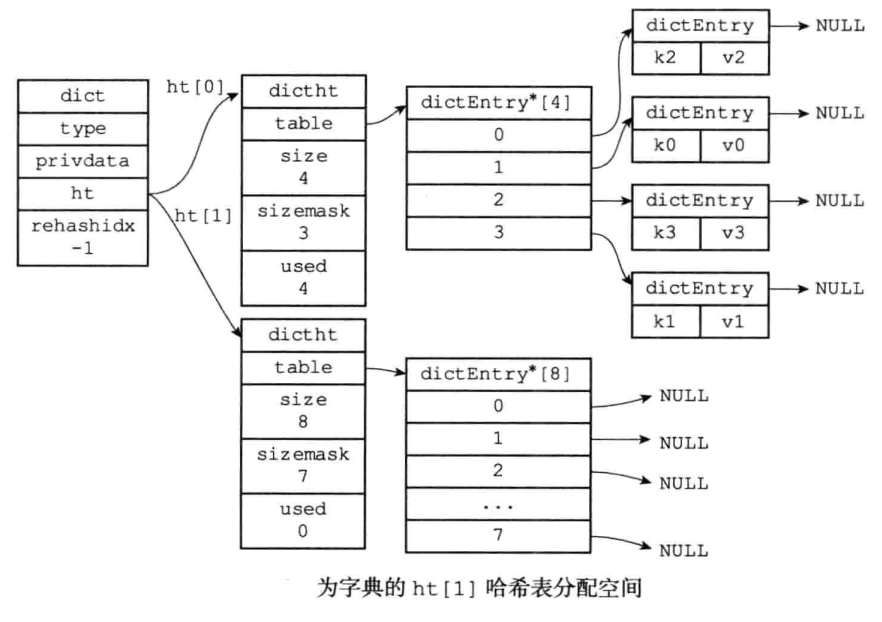 dict
type
privdata
ht
rehashidx
-1
ht[0]
ht[1]
dictht
table
size
4
sizemask
3
used
4
dictEntry*[4]
0
1
2
3
dictEntry
k2 v2
NULL
dictEntry
k0 v0
NULL
dictEntry
k3 v3
NULL
dictEntry
k1 v1
NULL
dictht
table
size
8
sizemask
7
used
0
dictEntry*[8]
0
1
2
...
7
NULL
NULL
NULL
NULL
为字典的 ht[1] 哈希表分配空间